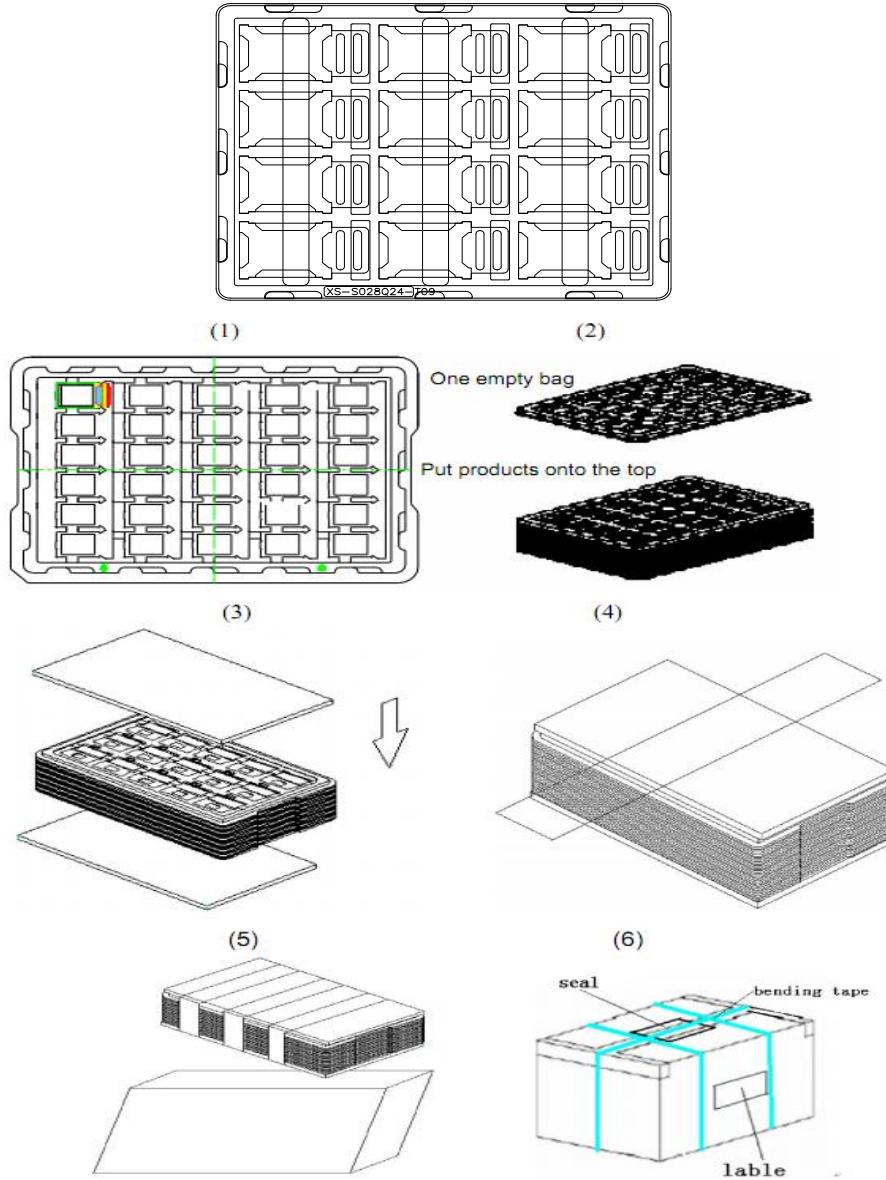 XS-S028Q24-T09
(1)
(2)
One empty bag
Put products onto the top
(3)
(4)
(5)
(6)
seal
bending tape
lable